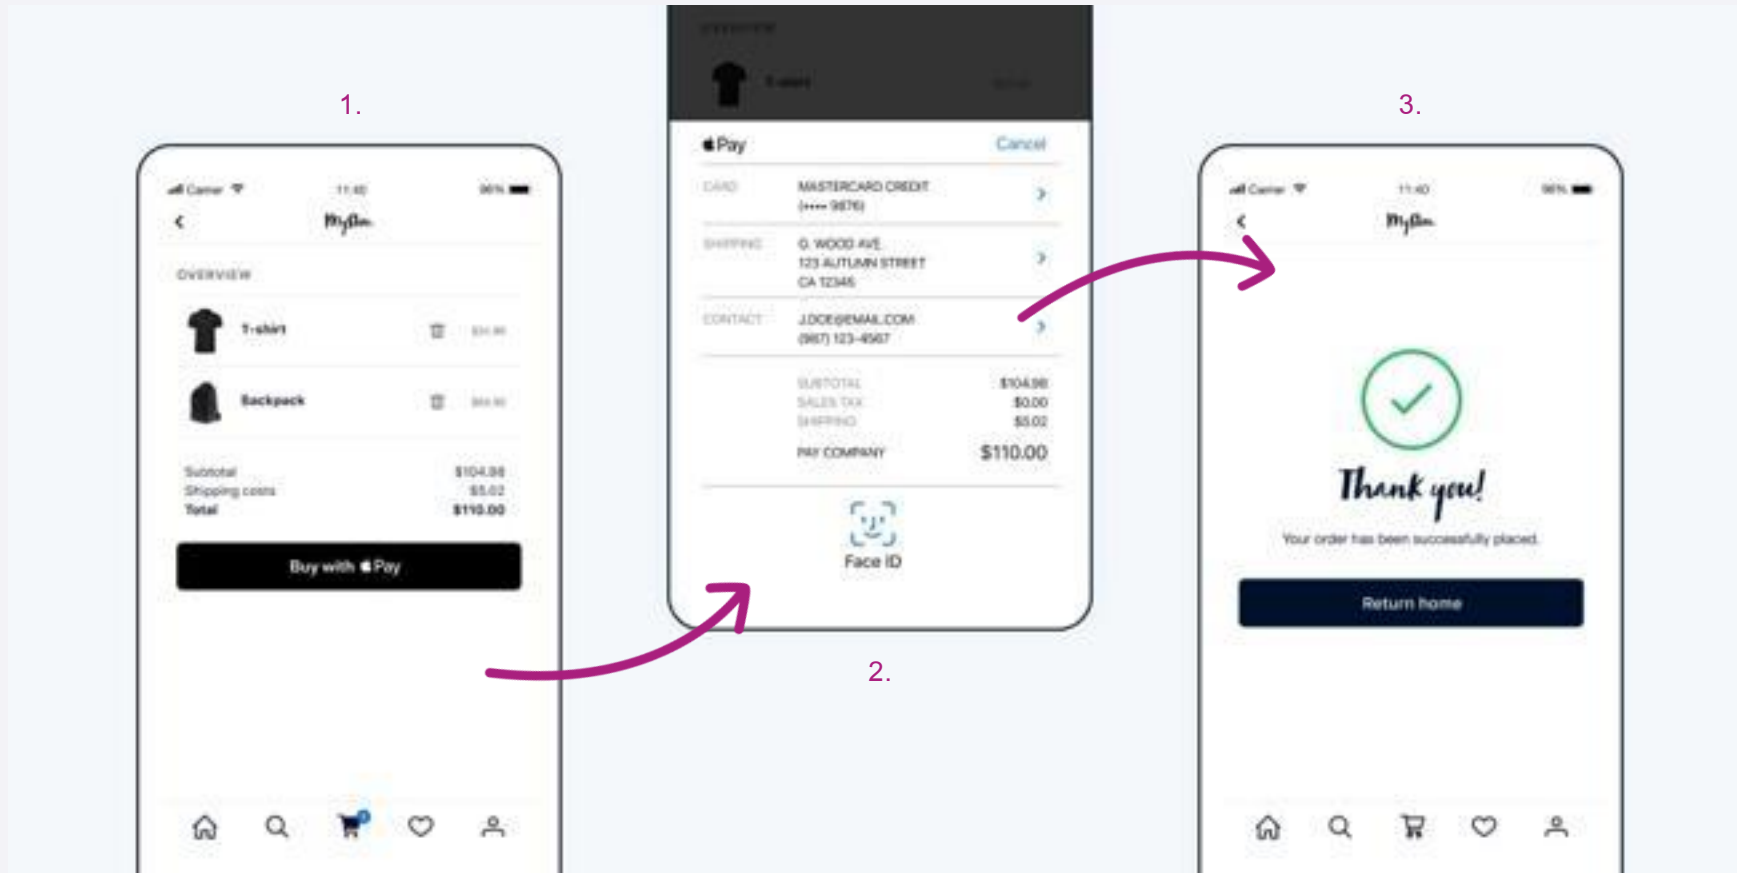 1.
Carrier 11:40 96%
OVERVIEW
T-shirt
Backpack
Subtotal $104.98
Shipping costs $5.02
Total $110.00
Buy with Pay
OVERVIEW
T-shirt
Pay Cancel
CARD MASTERCARD CREDIT
(•••• 9876)
SHIPPING O. WOOD AVE
123 AUTUMN STREET
CA 12345
CONTACT J.DOE@EMAIL.COM
(987) 123-4567
SUBTOTAL $104.98
SALES TAX $0.00
SHIPPING $5.02
PAY COMPANY $110.00
Face ID
2.
3.
Carrier 11:40 96%
Thank you!
Your order has been successfully placed.
Return home